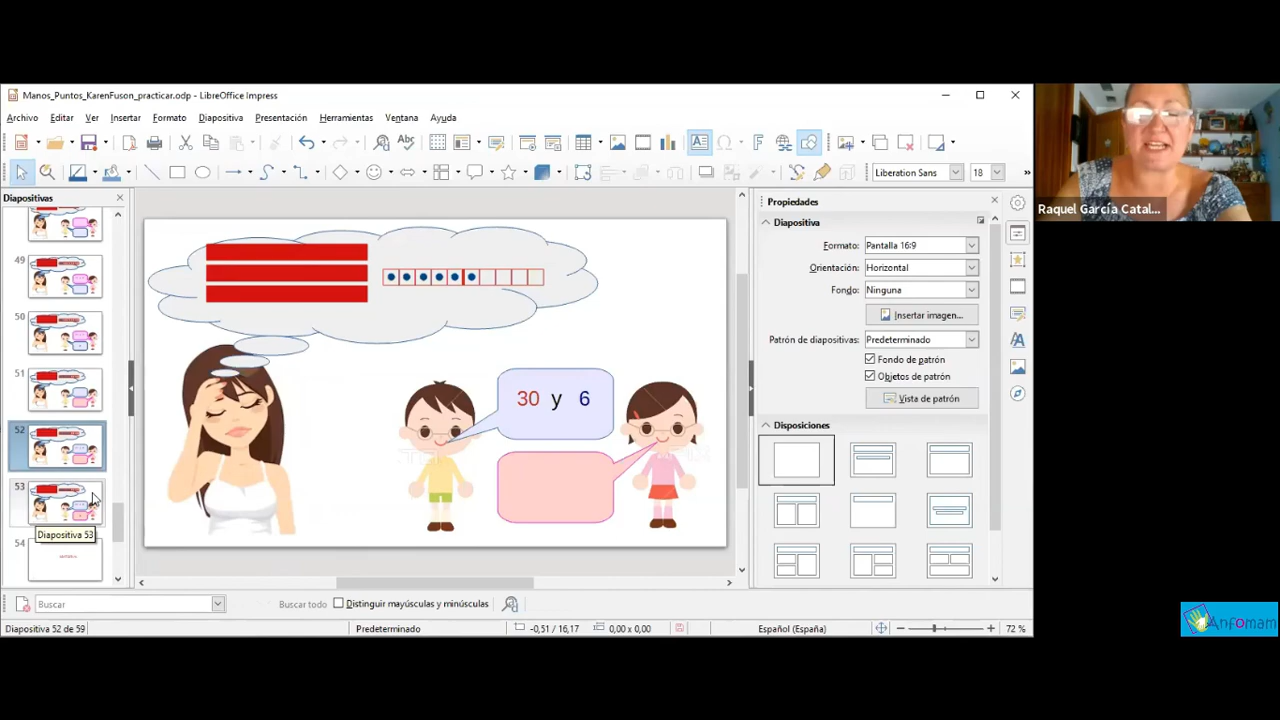 Manos_Puntos_KarenFuson_practicar.odp - LibreOffice Impress
Archivo Editar Ver Insertar Formato Diapositiva Presentación Herramientas Ventana Ayuda
Liberation Sans 18
Diapositivas
49
50
51
52
53
Diapositiva 53
54
30 y 6
Propiedades
Diapositiva
Formato: Pantalla 16:9
Orientación: Horizontal
Fondo: Ninguna
Insertar imagen...
Patrón de diapositivas: Predeterminado
Fondo de patrón
Objetos de patrón
Vista de patrón
Disposiciones
Buscar Buscar todo Distinguir mayúsculas y minúsculas
Diapositiva 52 de 59 Predeterminado -0,51 / 16,17 0,00 x 0,00 Español (España) 72 %
Raquel García Catal...
Anfomam